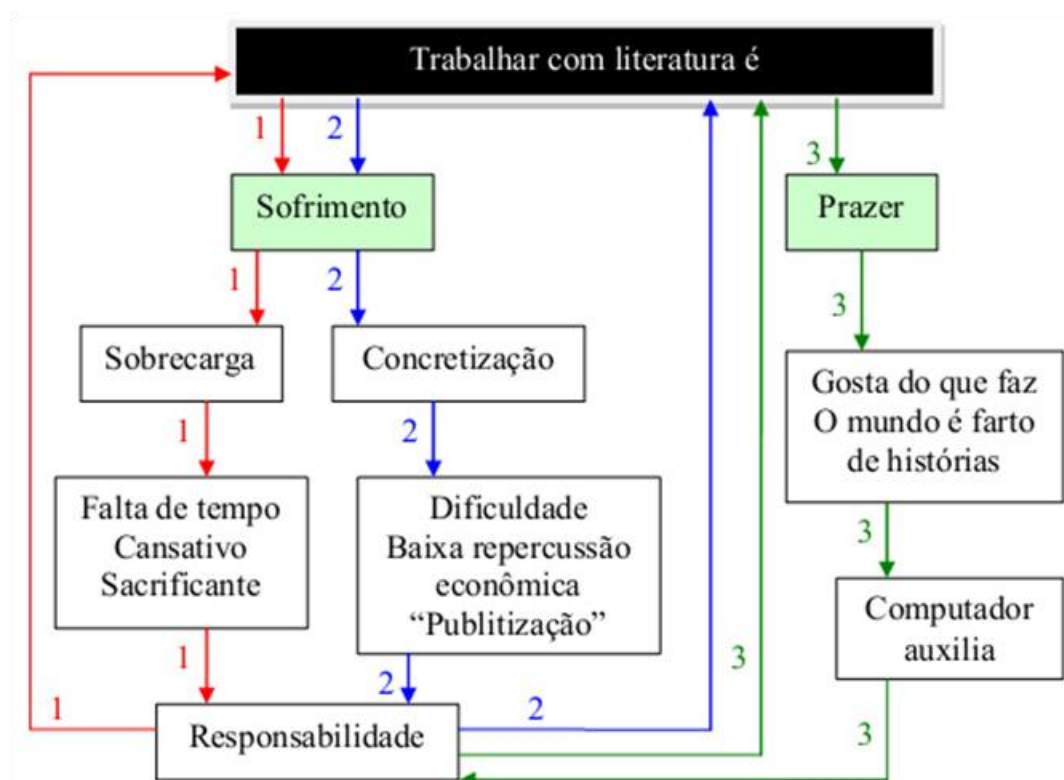 Trabalhar com literatura é
1
2
3
Sofrimento
Prazer
1
2
3
Sobrecarga
Concretização
Gosta do que faz
O mundo é farto
de histórias
1
2
Falta de tempo
Cansativo
Sacrificante
Dificuldade
Baixa repercussão
econômica
“Publitização”
3
Computador
auxilia
1
2
3
1
Responsabilidade
2
3